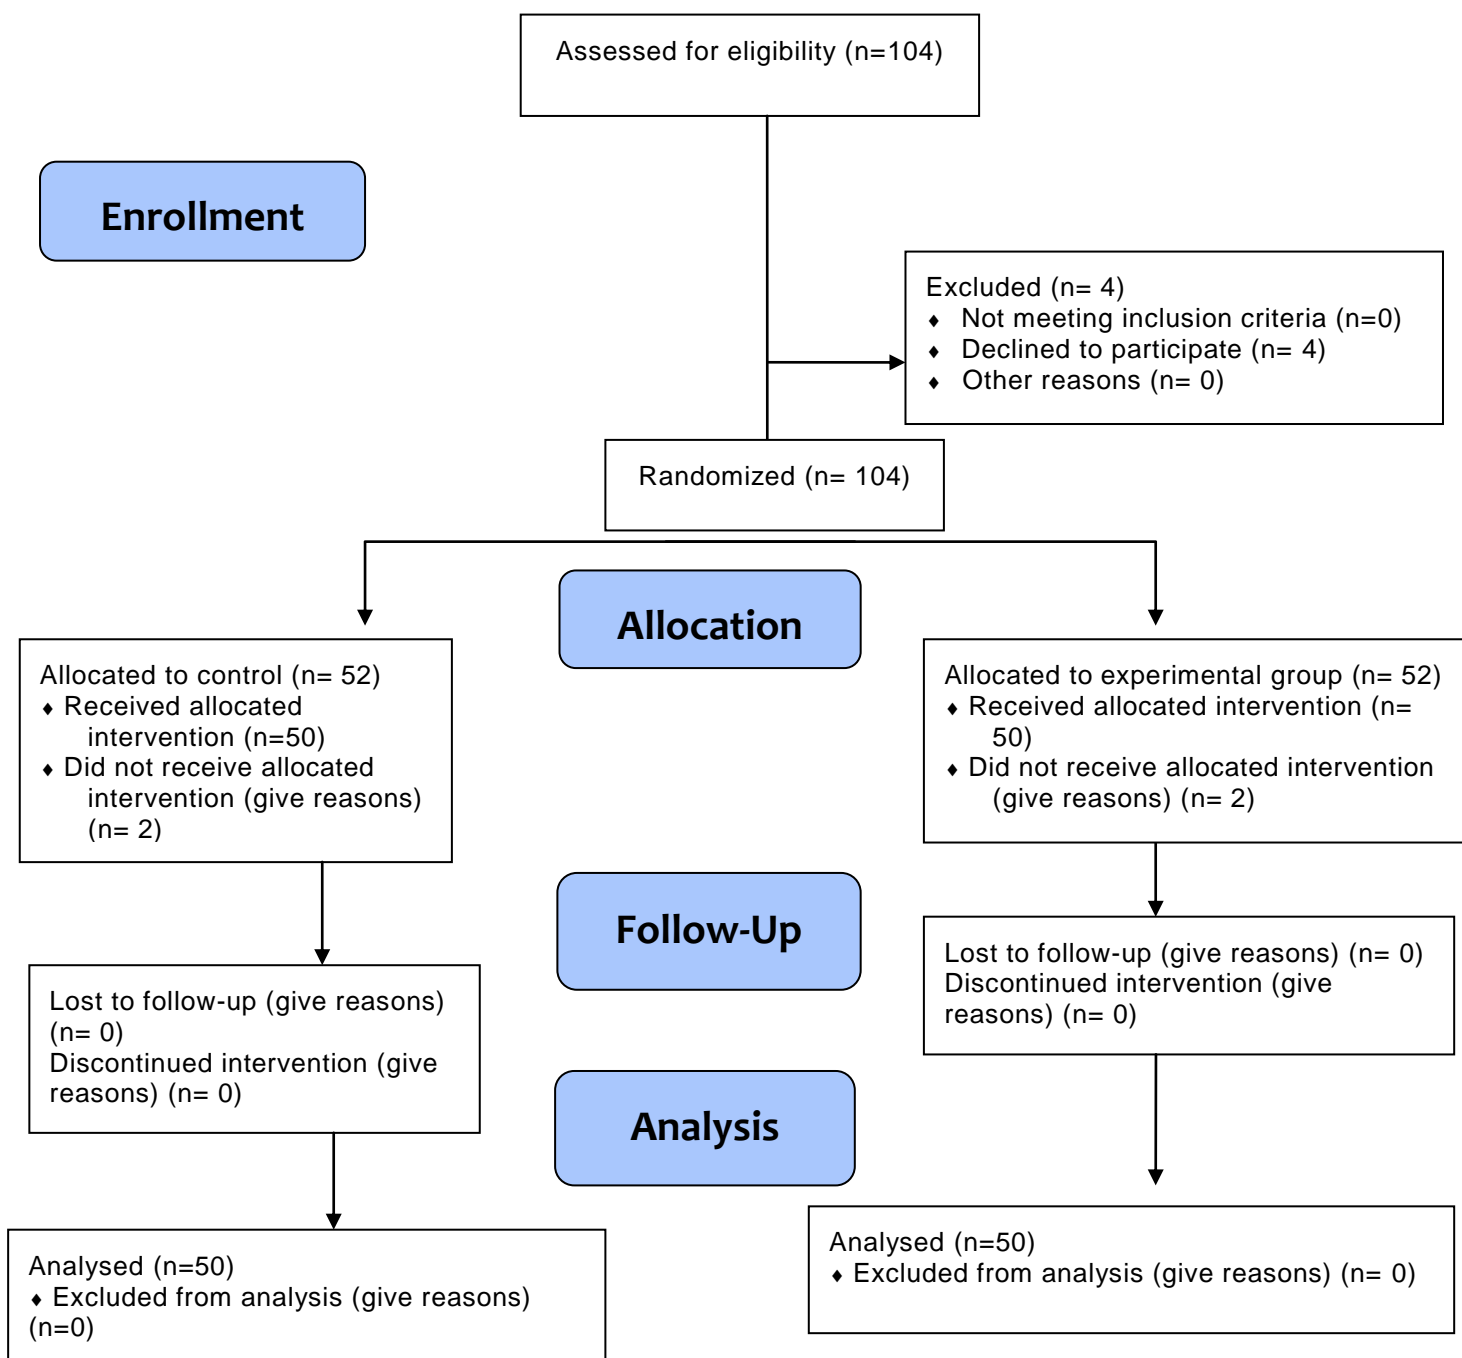 Assessed for eligibility (n=104)
Enrollment
Excluded (n= 4)
♦ Not meeting inclusion criteria (n=0)
♦ Declined to participate (n= 4)
♦ Other reasons (n= 0)
Randomized (n= 104)
Allocation
Allocated to control (n= 52)
♦ Received allocated
intervention (n=50)
♦ Did not receive allocated
intervention (give reasons)
(n= 2)
Allocated to experimental group (n= 52)
♦ Received allocated intervention (n=
50)
♦ Did not receive allocated intervention
(give reasons) (n= 2)
Follow-Up
Lost to follow-up (give reasons)
(n= 0)
Discontinued intervention (give
reasons) (n= 0)
Lost to follow-up (give reasons) (n= 0)
Discontinued intervention (give
reasons) (n= 0)
Analysis
Analysed (n=50)
♦ Excluded from analysis (give reasons)
(n=0)
Analysed (n=50)
♦ Excluded from analysis (give reasons) (n= 0)